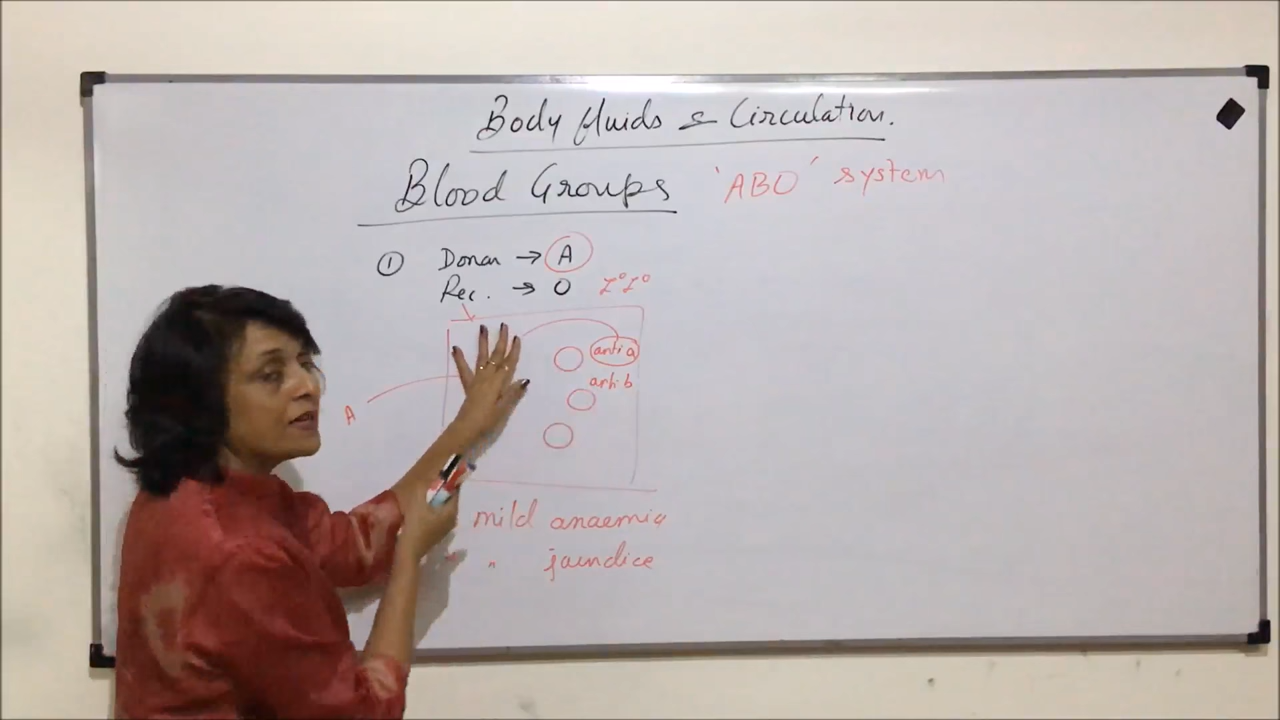 Body fluids & Circulation.
Blood Groups 'ABO' system
① Donar → A
Rec. → O I°I°
anti a
anti b
A
mild anaemia
" jaundice